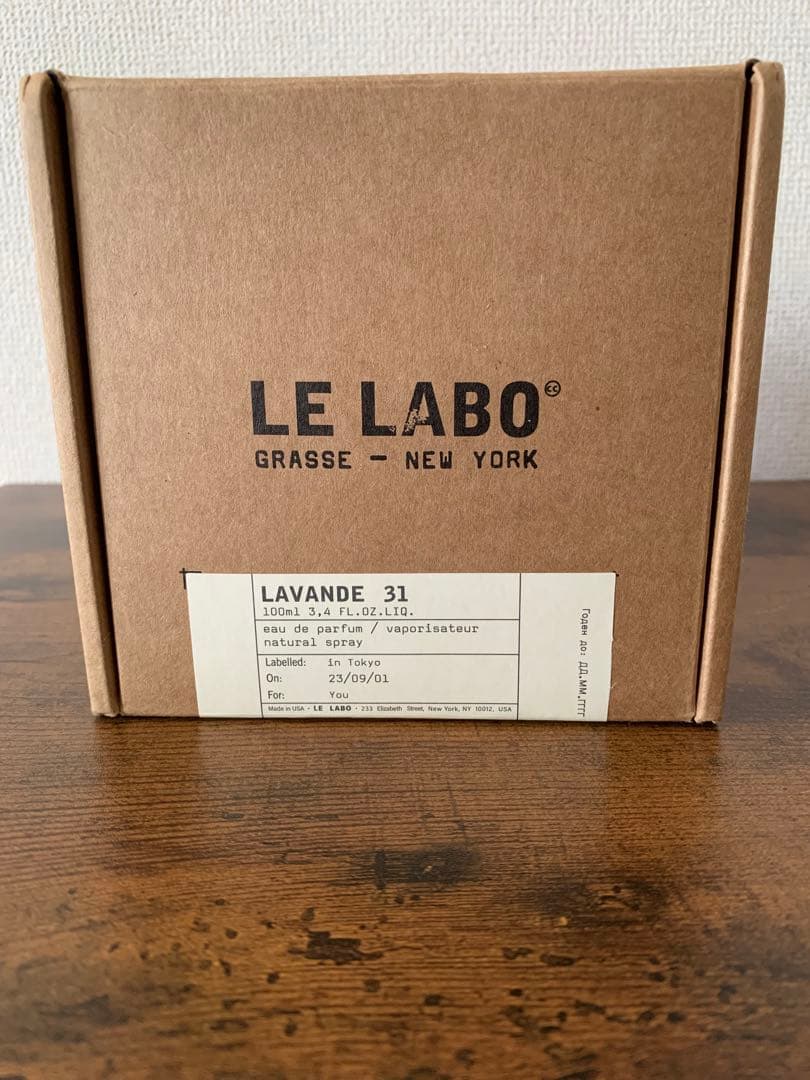 LE LABO
GRASSE — NEW YORK
LAVANDE 31
100ml 3,4 FL.OZ.LIQ.
eau de parfum / vaporisateur
natural spray
Labelled: in Tokyo
On: 23/09/01
For: You
Made in USA • LE LABO • 233 Elizabeth Street, New York, NY 10012, USA
Годен до: ДД.ММ.ГГГГ